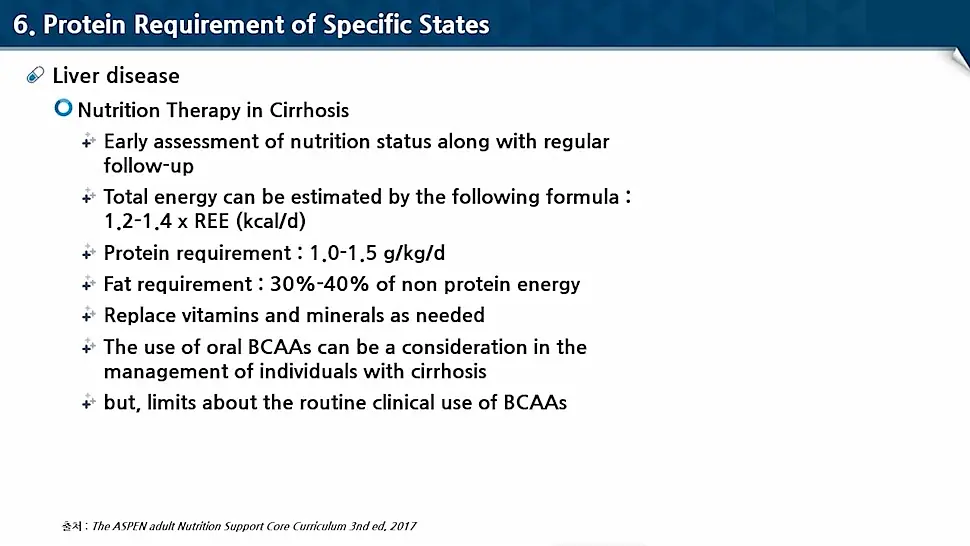 6. Protein Requirement of Specific States
Liver disease
Nutrition Therapy in Cirrhosis
Early assessment of nutrition status along with regular
follow-up
Total energy can be estimated by the following formula :
1.2-1.4 x REE (kcal/d)
Protein requirement : 1.0-1.5 g/kg/d
Fat requirement : 30%-40% of non protein energy
Replace vitamins and minerals as needed
The use of oral BCAAs can be a consideration in the
management of individuals with cirrhosis
but, limits about the routine clinical use of BCAAs
출처 : The ASPEN adult Nutrition Support Core Curriculum 3nd ed, 2017